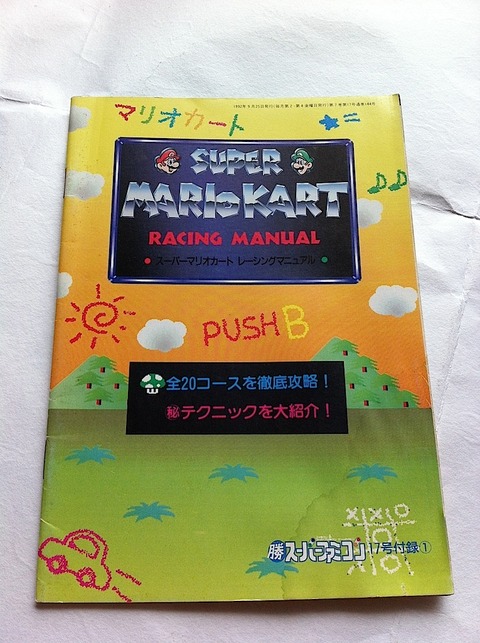 マリオカート
SUPER
MARIOKART
RACING MANUAL
●スーパーマリオカート レーシングマニュアル●
PUSH B
全20コースを徹底攻略！
㊙テクニックを大紹介！
XIXIO
勝スーパーファミコン17号付録①